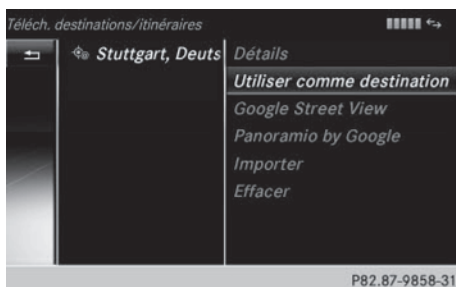 Téléch. destinations/itinéraires
Stuttgart, Deuts
Détails
Utiliser comme destination
Google Street View
Panoramio by Google
Importer
Effacer
P82.87-9858-31